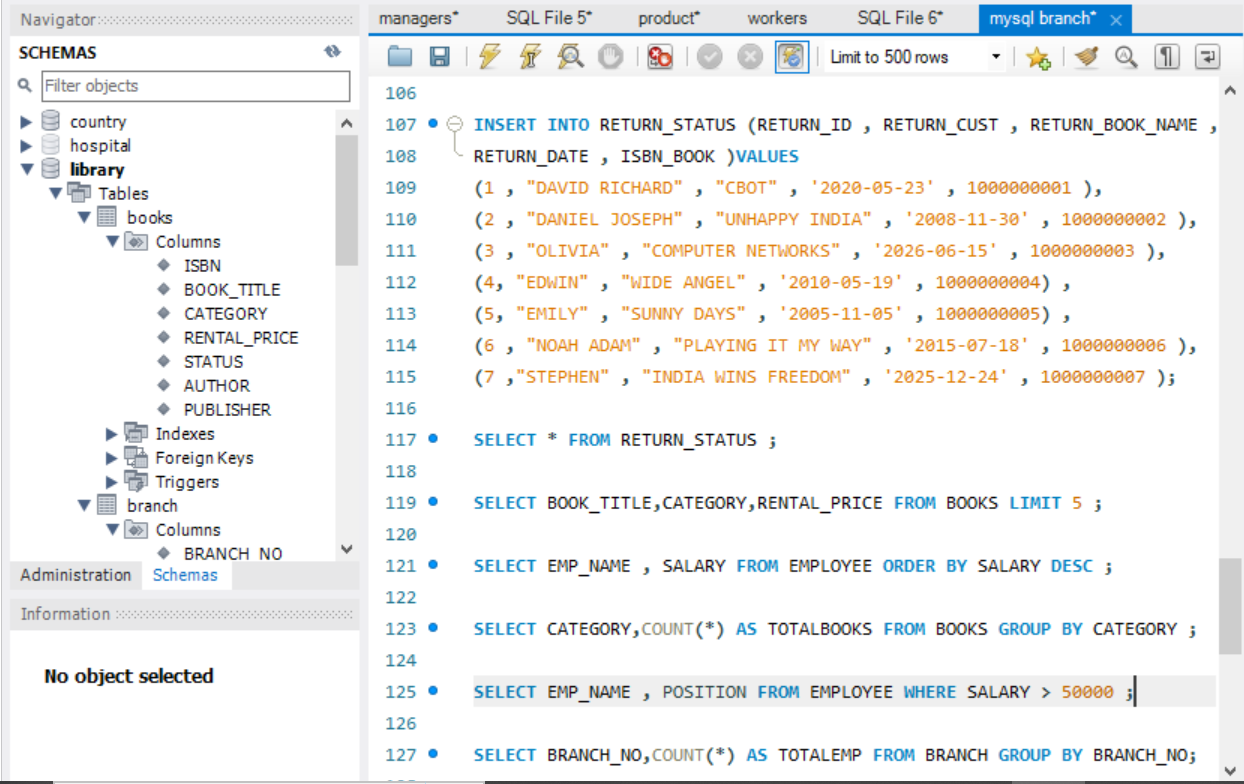 Navigator
SCHEMAS
Filter objects
country
hospital
library
Tables
books
Columns
ISBN
BOOK_TITLE
CATEGORY
RENTAL_PRICE
STATUS
AUTHOR
PUBLISHER
Indexes
Foreign Keys
Triggers
branch
Columns
BRANCH_NO
Administration Schemas
Information
No object selected
managers* SQL File 5* product* workers SQL File 6* mysql branch*
Limit to 500 rows
106
107 INSERT INTO RETURN_STATUS (RETURN_ID , RETURN_CUST , RETURN_BOOK_NAME ,
108 RETURN_DATE , ISBN_BOOK )VALUES
109 (1 , "DAVID RICHARD" , "CBOT" , '2020-05-23' , 1000000001 ),
110 (2 , "DANIEL JOSEPH" , "UNHAPPY INDIA" , '2008-11-30' , 1000000002 ),
111 (3 , "OLIVIA" , "COMPUTER NETWORKS" , '2026-06-15' , 1000000003 ),
112 (4, "EDWIN" , "WIDE ANGEL" , '2010-05-19' , 1000000004) ,
113 (5, "EMILY" , "SUNNY DAYS" , '2005-11-05' , 1000000005) ,
114 (6 , "NOAH ADAM" , "PLAYING IT MY WAY" , '2015-07-18' , 1000000006 ),
115 (7 ,"STEPHEN" , "INDIA WINS FREEDOM" , '2025-12-24' , 1000000007 );
116
117 SELECT * FROM RETURN_STATUS ;
118
119 SELECT BOOK_TITLE,CATEGORY,RENTAL_PRICE FROM BOOKS LIMIT 5 ;
120
121 SELECT EMP_NAME , SALARY FROM EMPLOYEE ORDER BY SALARY DESC ;
122
123 SELECT CATEGORY,COUNT(*) AS TOTALBOOKS FROM BOOKS GROUP BY CATEGORY ;
124
125 SELECT EMP_NAME , POSITION FROM EMPLOYEE WHERE SALARY > 50000 ;
126
127 SELECT BRANCH_NO,COUNT(*) AS TOTALEMP FROM BRANCH GROUP BY BRANCH_NO;